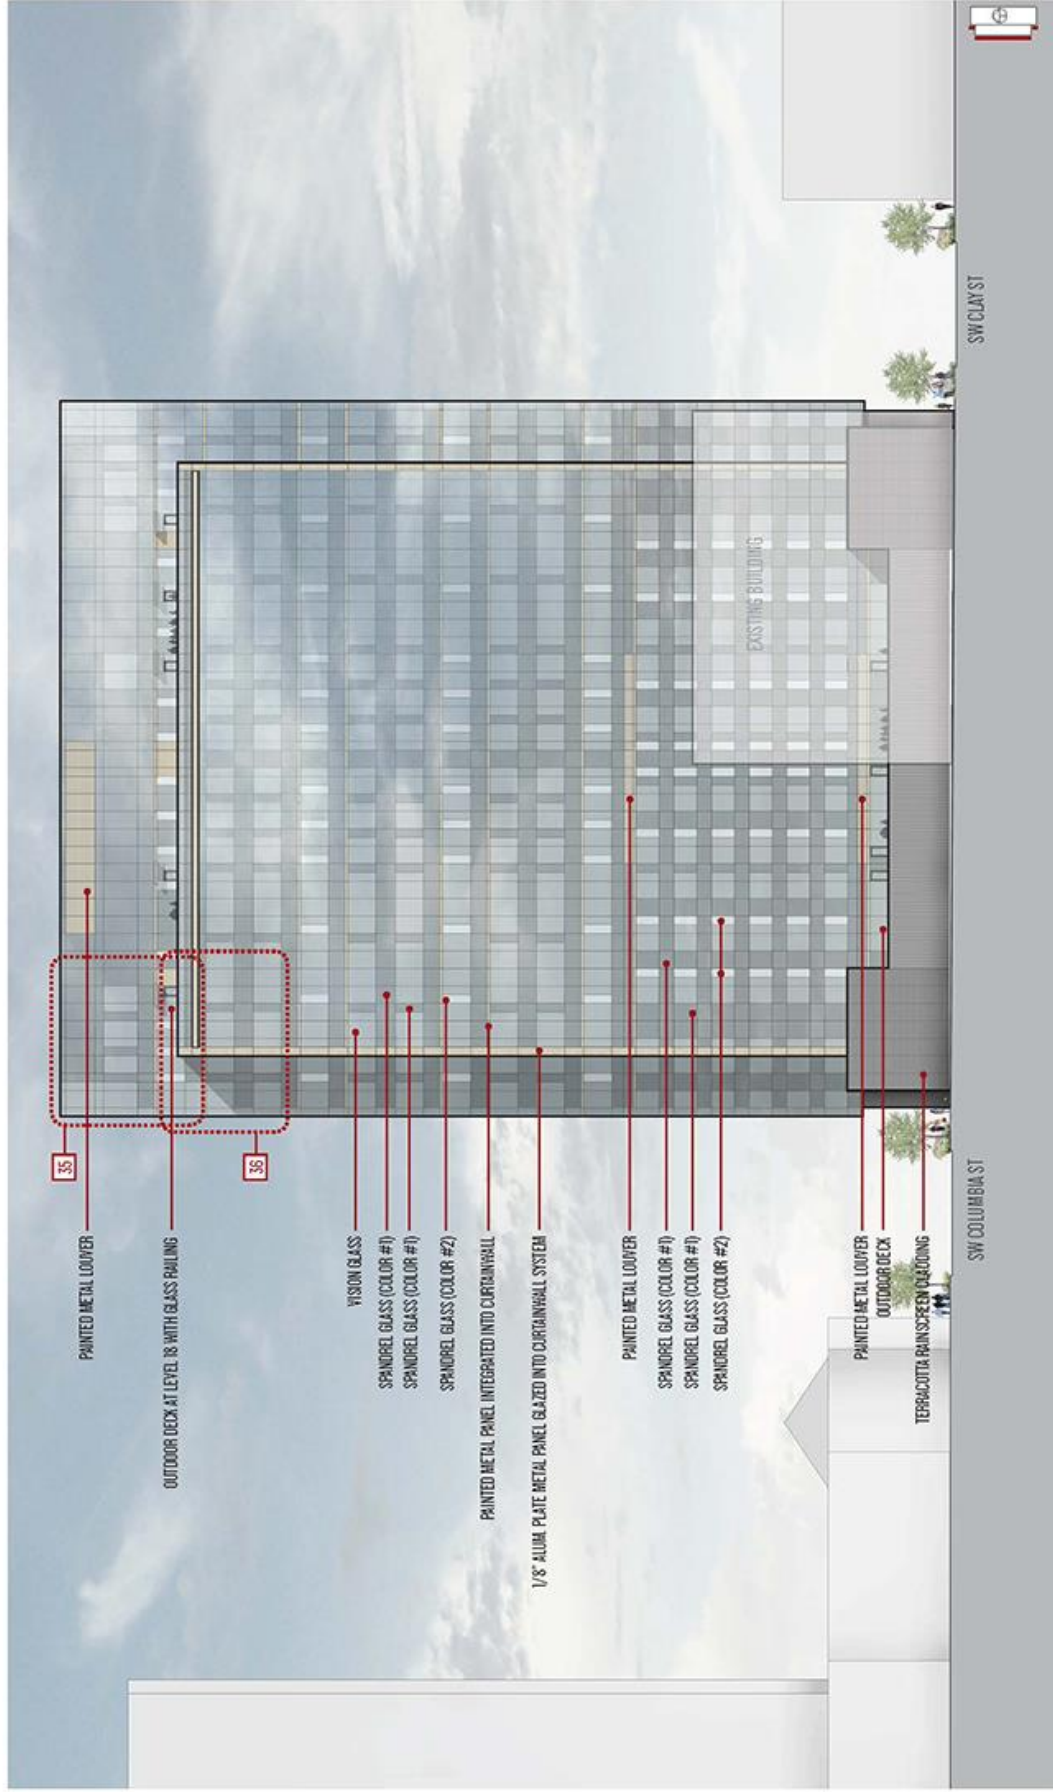 35
36
PAINTED METAL LOUVER
OUTDOOR DECK AT LEVEL 18 WITH GLASS RAILING
VISION GLASS
SPANDREL GLASS (COLOR #1)
SPANDREL GLASS (COLOR #1)
SPANDREL GLASS (COLOR #2)
PAINTED METAL PANEL INTEGRATED INTO CURTAINWALL
1/8" ALUM. PLATE METAL PANEL GLAZED INTO CURTAINWALL SYSTEM
PAINTED METAL LOUVER
SPANDREL GLASS (COLOR #1)
SPANDREL GLASS (COLOR #1)
SPANDREL GLASS (COLOR #2)
PAINTED METAL LOUVER
OUTDOOR DECK
TERRACOTTA RAINSCREEN CLADDING
EXISTING BUILDING
SW COLUMBIA ST
SW CLAY ST